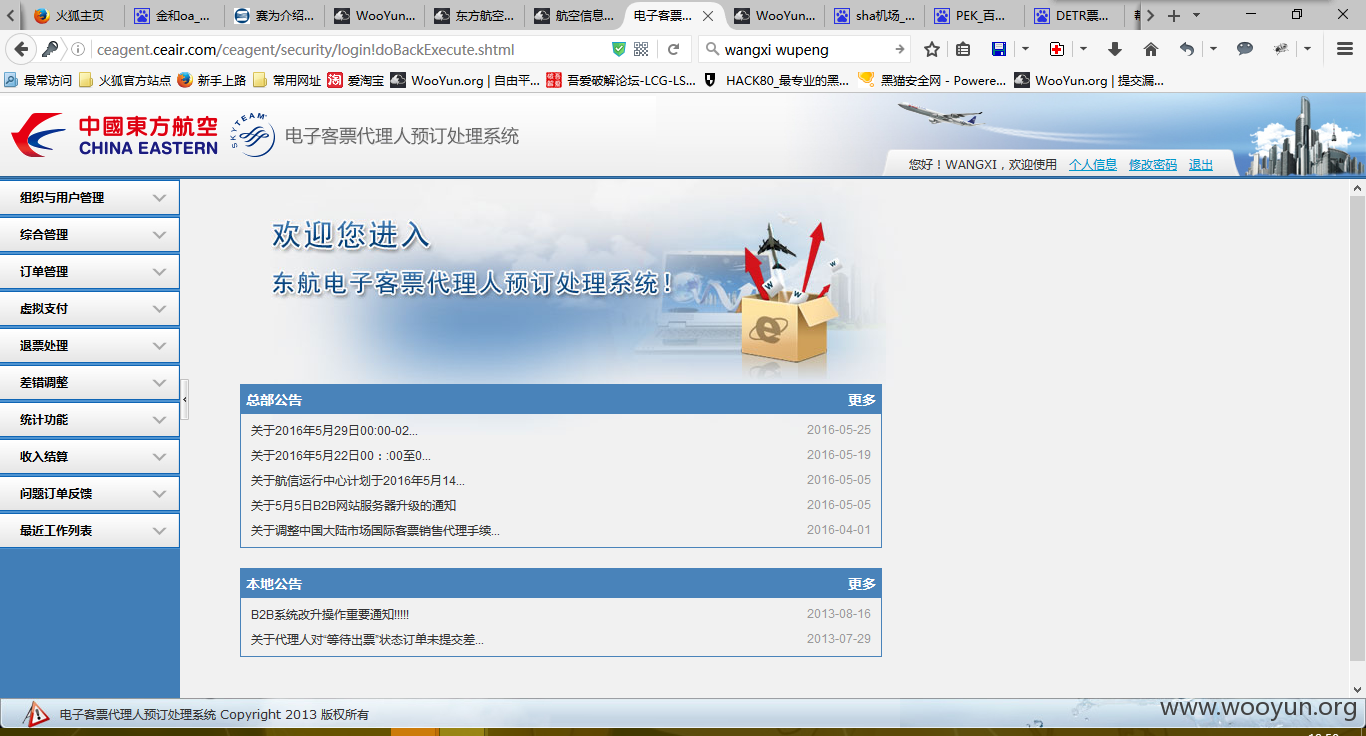 火狐主页
金和oa_...
赛为介绍...
WooYun...
东方航空...
航空信息...
电子客票...
WooYun...
sha机场_...
PEK_百...
DETR票...
ceagent.ceair.com/ceagent/security/login!doBackExecute.shtml
wangxi wupeng
最常访问
火狐官方站点
新手上路
常用网址
爱淘宝
WooYun.org | 自由平...
吾爱破解论坛-LCG-LS...
HACK80_最专业的黑...
黑猫安全网 - Powere...
WooYun.org | 提交漏...
中國東方航空
CHINA EASTERN
SKYTEAM
电子客票代理人预订处理系统
您好！WANGXI，欢迎使用 个人信息 修改密码 退出
组织与用户管理
综合管理
订单管理
虚拟支付
退票处理
差错调整
统计功能
收入结算
问题订单反馈
最近工作列表
欢迎您进入
东航电子客票代理人预订处理系统！
总部公告 更多
关于2016年5月29日00:00-02... 2016-05-25
关于2016年5月22日00：:00至0... 2016-05-19
关于航信运行中心计划于2016年5月14... 2016-05-05
关于5月5日B2B网站服务器升级的通知 2016-05-05
关于调整中国大陆市场国际客票销售代理手续... 2016-04-01
本地公告 更多
B2B系统改升操作重要通知!!!!! 2013-08-16
关于代理人对“等待出票”状态订单未提交差... 2013-07-29
电子客票代理人预订处理系统 Copyright 2013 版权所有
www.wooyun.org